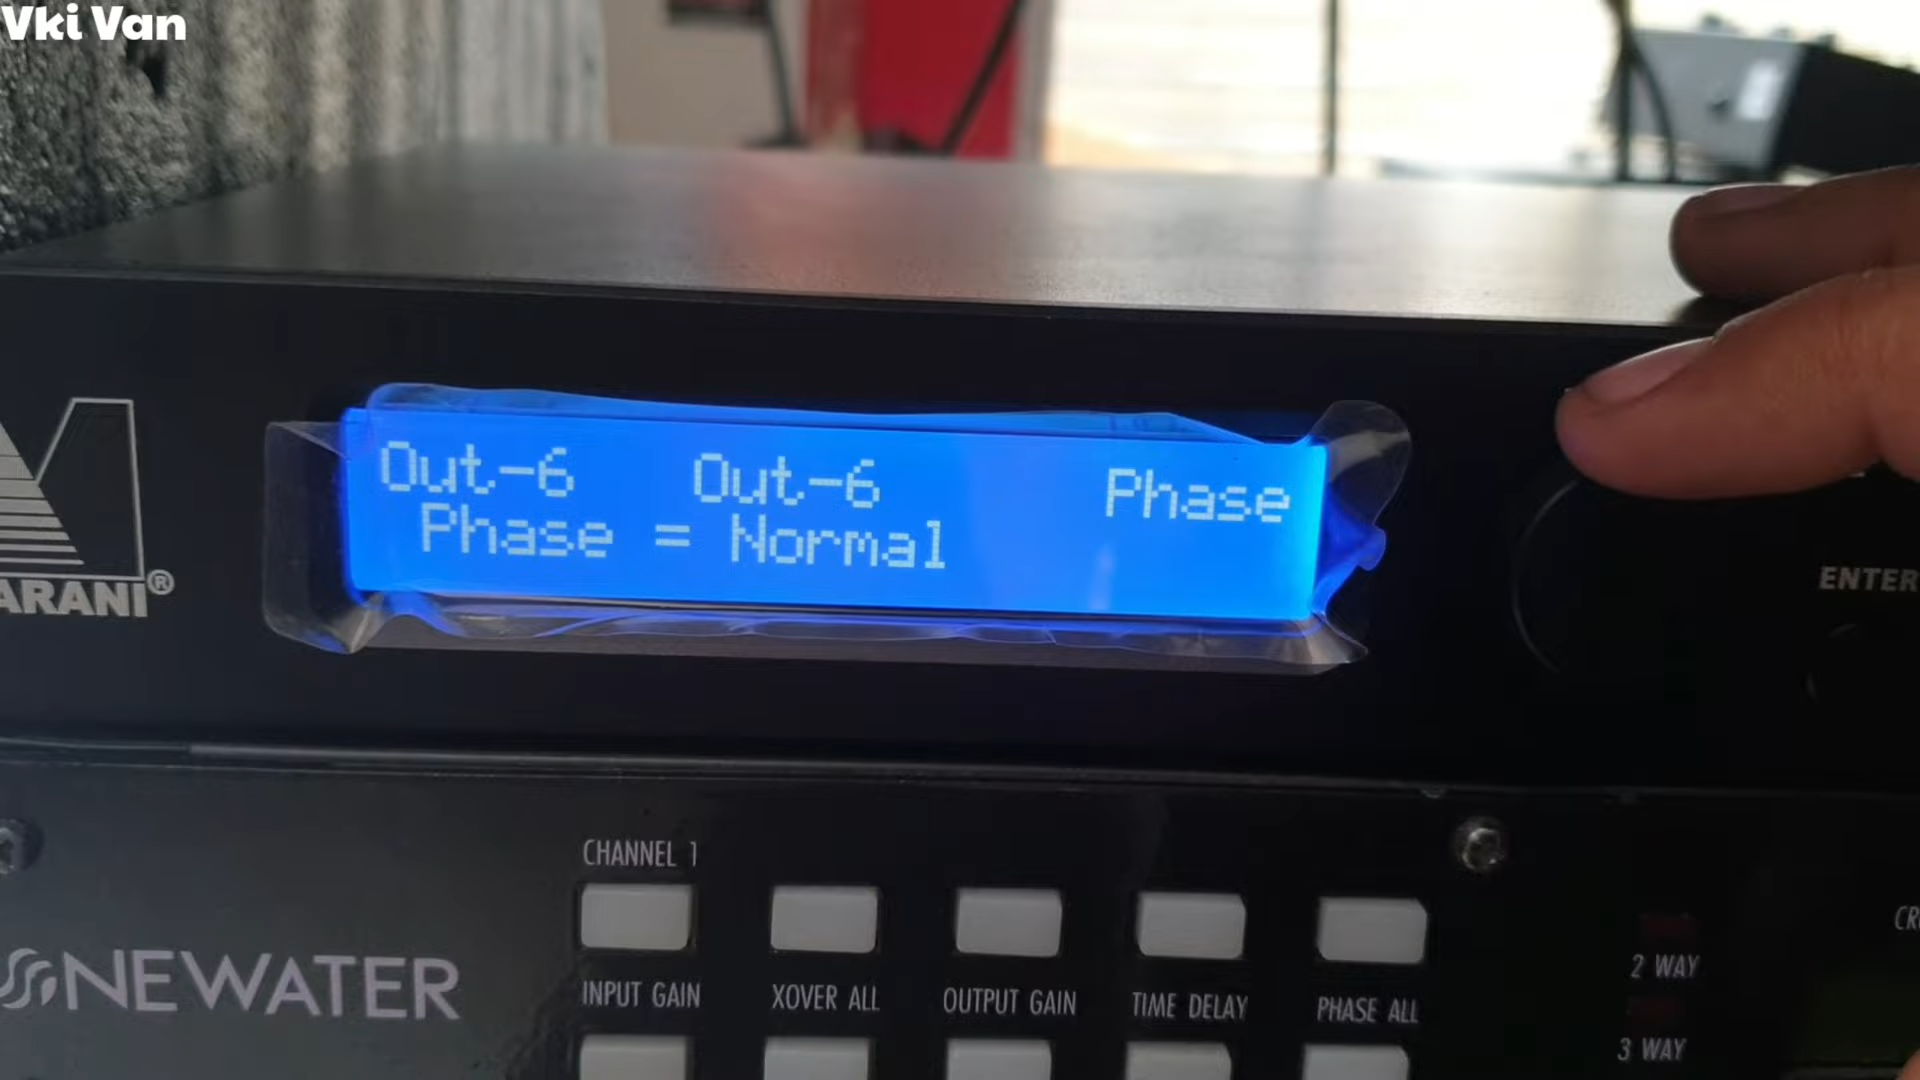 Vki Van
Out-6 Out-6 Phase
Phase = Normal
ARANI®
ENTER
CHANNEL 1
NEWATER
INPUT GAIN XOVER ALL OUTPUT GAIN TIME DELAY PHASE ALL
2 WAY
3 WAY